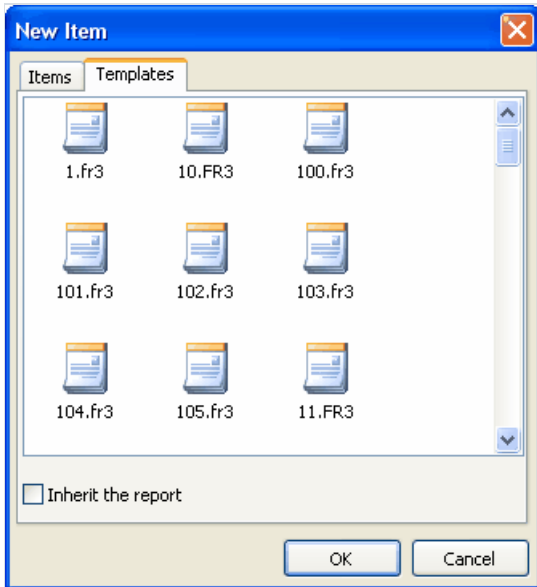 New Item
Items Templates
1.fr3 10.FR3 100.fr3
101.fr3 102.fr3 103.fr3
104.fr3 105.fr3 11.FR3
Inherit the report
OK Cancel